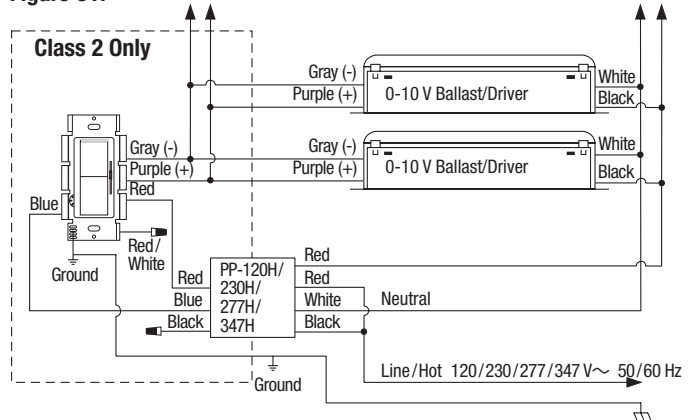 Class 2 Only
Gray (-)
Purple (+)
0-10 V Ballast/Driver
White
Black
Gray (-)
Purple (+)
0-10 V Ballast/Driver
White
Black
Gray (-)
Purple (+)
Red
Blue
Red/
White
Ground
Red
Blue
Black
PP-120H/
230H/
277H/
347H
Red
Red
White
Black
Neutral
Line/Hot 120/230/277/347 V~ 50/60 Hz
Ground